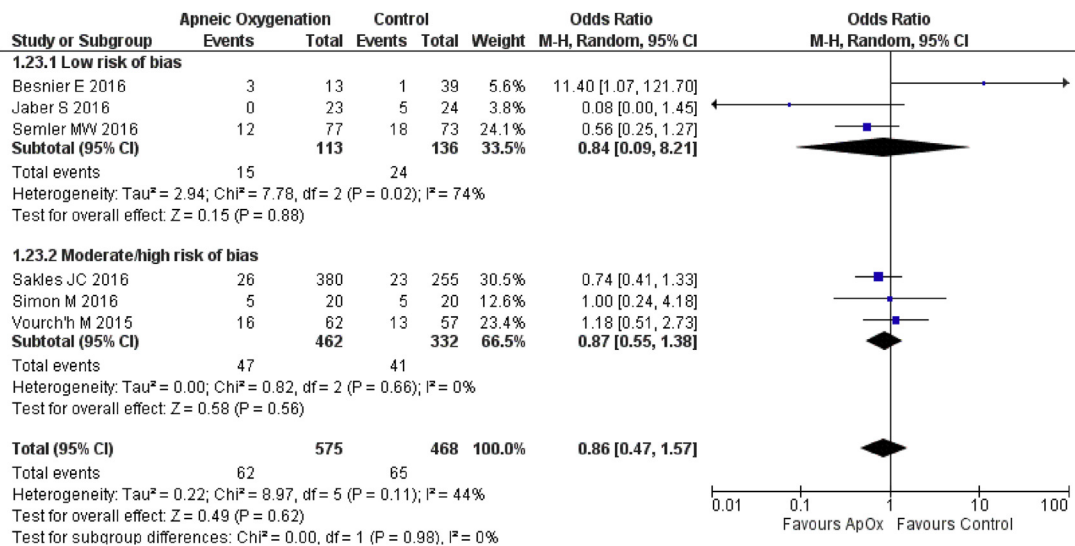 Apneic Oxygenation Control Odds Ratio Odds Ratio
Study or Subgroup Events Total Events Total Weight M-H, Random, 95% CI M-H, Random, 95% CI
1.23.1 Low risk of bias
Besnier E 2016 3 13 1 39 5.6% 11.40 [1.07, 121.70]
Jaber S 2016 0 23 5 24 3.8% 0.08 [0.00, 1.45]
Semler MW 2016 12 77 18 73 24.1% 0.56 [0.25, 1.27]
Subtotal (95% CI) 113 136 33.5% 0.84 [0.09, 8.21]
Total events 15 24
Heterogeneity: Tau² = 2.94; Chi² = 7.78, df = 2 (P = 0.02); I² = 74%
Test for overall effect: Z = 0.15 (P = 0.88)
1.23.2 Moderate/high risk of bias
Sakles JC 2016 26 380 23 255 30.5% 0.74 [0.41, 1.33]
Simon M 2016 5 20 5 20 12.6% 1.00 [0.24, 4.18]
Vourc'h M 2015 16 62 13 57 23.4% 1.18 [0.51, 2.73]
Subtotal (95% CI) 462 332 66.5% 0.87 [0.55, 1.38]
Total events 47 41
Heterogeneity: Tau² = 0.00; Chi² = 0.82, df = 2 (P = 0.66); I² = 0%
Test for overall effect: Z = 0.58 (P = 0.56)
Total (95% CI) 575 468 100.0% 0.86 [0.47, 1.57]
Total events 62 65
Heterogeneity: Tau² = 0.22; Chi² = 8.97, df = 5 (P = 0.11); I² = 44%
Test for overall effect: Z = 0.49 (P = 0.62)
Test for subgroup differences: Chi² = 0.00, df = 1 (P = 0.98), I² = 0%
0.01 0.1 1 10 100
Favours ApOx Favours Control